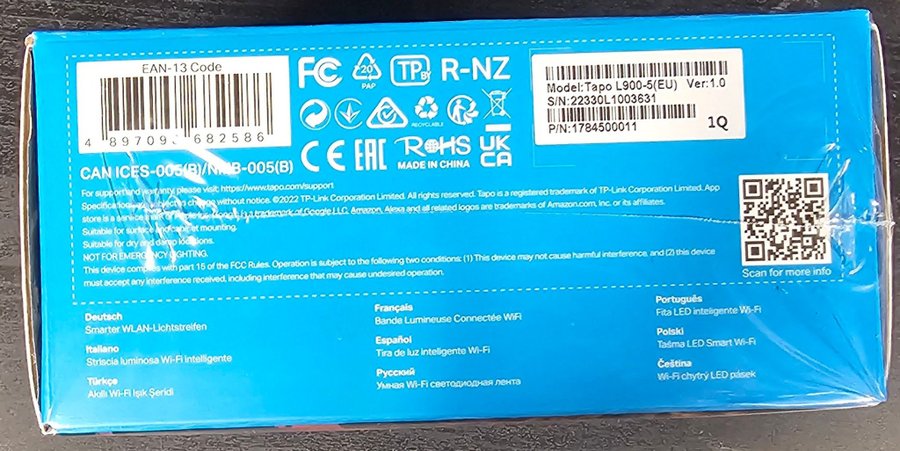 EAN-13 Code
4 897098 682586
FC
20
PAP
TP
BY
R-NZ
Model:Tapo L900-5(EU) Ver:1.0
S/N:22330L1003631
P/N:1784500011
1Q
RECYCLABLE
CE EAC
RoHS
MADE IN CHINA
UK
CA
CAN ICES-005(B)/NMB-005(B)
For support and warranty, please visit https://www.tapo.com/support
Specifications subject to change without notice. ©2022 TP-Link Corporation Limited. All rights reserved. Tapo is a registered trademark of TP-Link Corporation Limited. App
store is a service mark of Apple Inc. Google is a trademark of Google LLC. Amazon, Alexa and all related logos are trademarks of Amazon.com, Inc. or its affiliates.
Suitable for surface or cabinet mounting.
Suitable for dry and damp locations.
NOT FOR EMERGENCY LIGHTING.
This device complies with part 15 of the FCC Rules. Operation is subject to the following two conditions: (1) This device may not cause harmful interference, and (2) this device
must accept any interference received, including interference that may cause undesired operation.
Scan for more info
Deutsch
Smarter WLAN-Lichtstreifen
Italiano
Striscia luminosa Wi-Fi intelligente
Türkçe
Akıllı Wi-Fi Işık Şeridi
Français
Bande Lumineuse Connectée WiFi
Español
Tira de luz inteligente Wi-Fi
Русский
Умная Wi-Fi светодиодная лента
Português
Fita LED inteligente Wi-Fi
Polski
Taśma LED Smart Wi-Fi
Čeština
Wi-Fi chytrý LED pásek